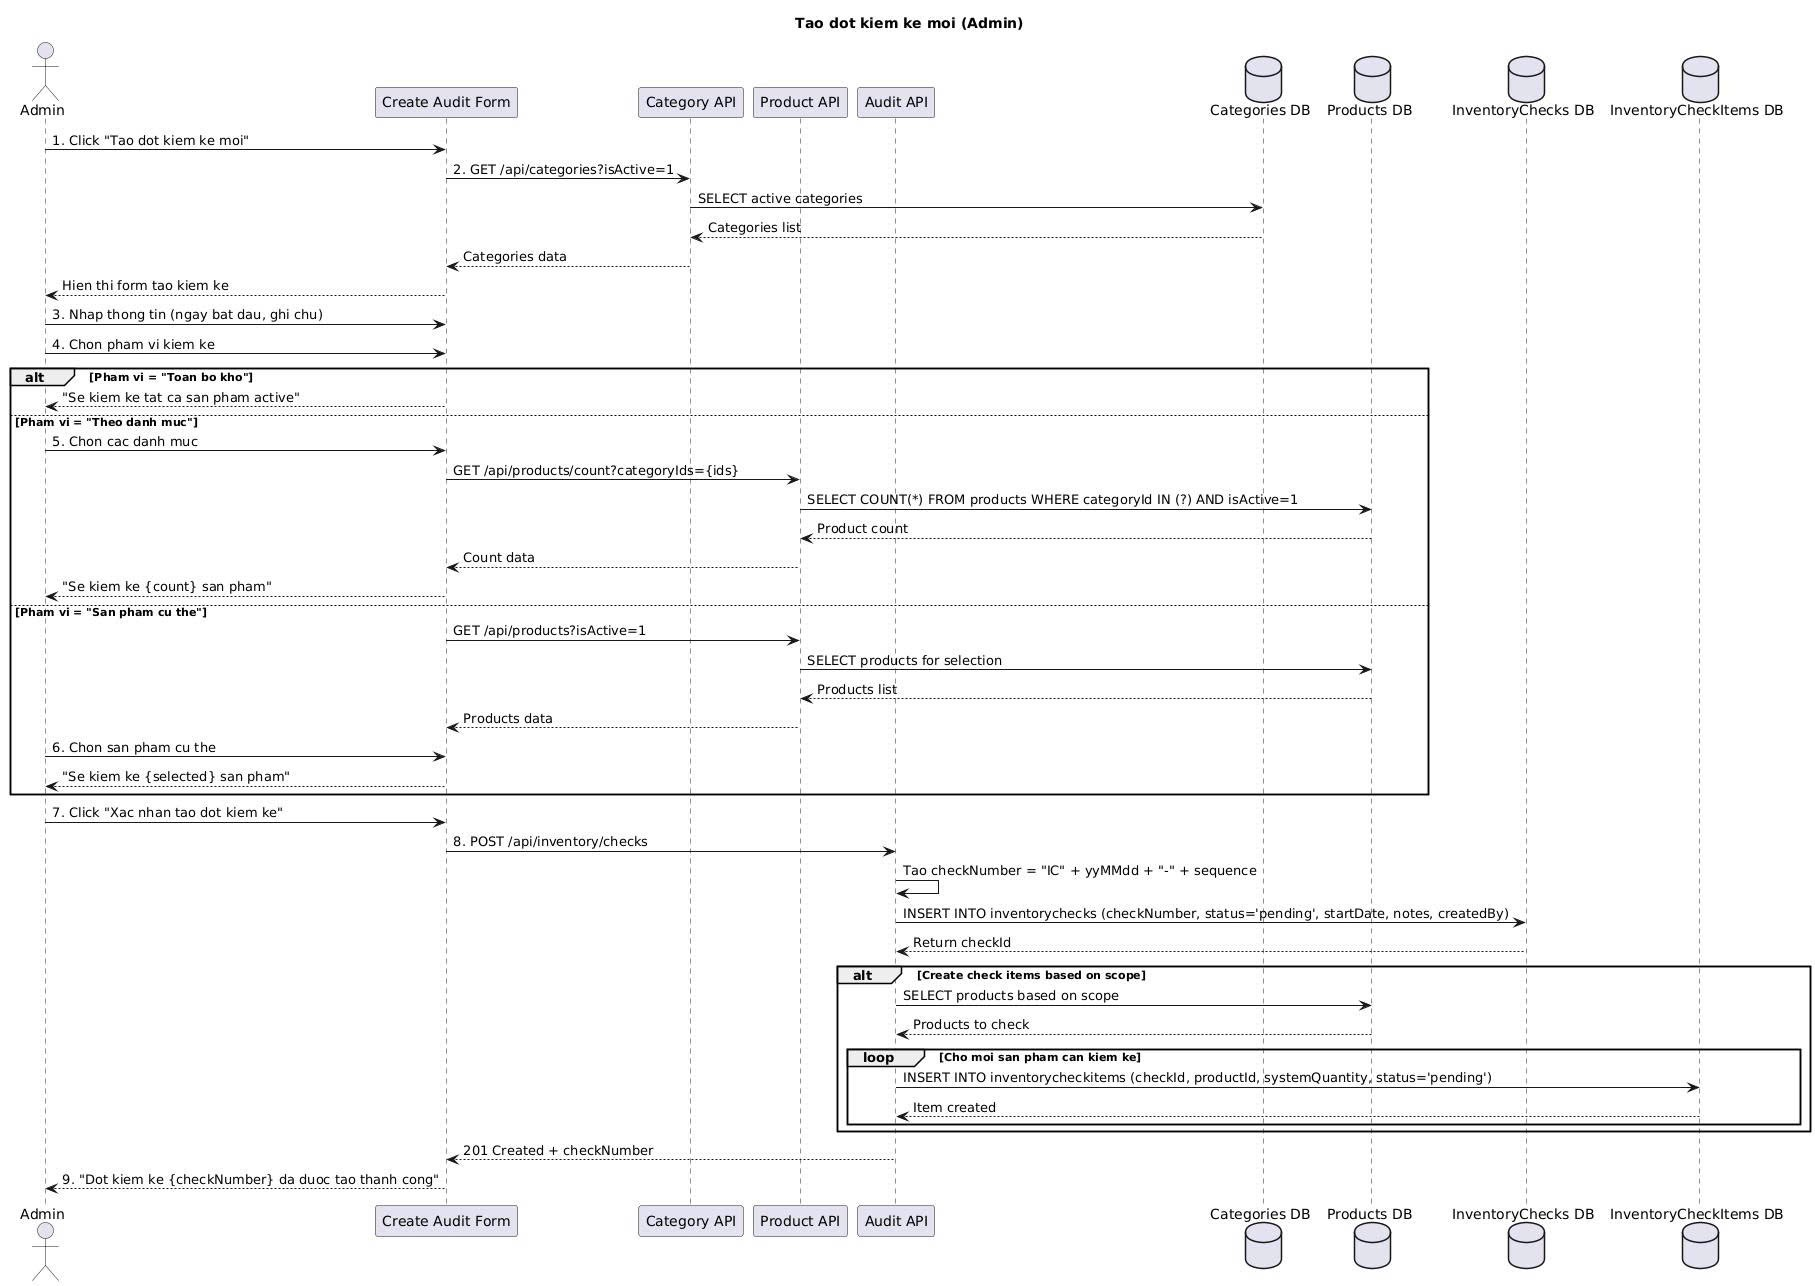 Tao dot kiem ke moi (Admin)
Admin
Create Audit Form
Category API
Product API
Audit API
Categories DB
Products DB
InventoryChecks DB
InventoryCheckItems DB
1. Click "Tao dot kiem ke moi"
2. GET /api/categories?isActive=1
SELECT active categories
Categories list
Categories data
Hien thi form tao kiem ke
3. Nhap thong tin (ngay bat dau, ghi chu)
4. Chon pham vi kiem ke
alt [Pham vi = "Toan bo kho"]
"Se kiem ke tat ca san pham active"
[Pham vi = "Theo danh muc"]
5. Chon cac danh muc
GET /api/products/count?categoryIds={ids}
SELECT COUNT(*) FROM products WHERE categoryId IN (?) AND isActive=1
Product count
Count data
"Se kiem ke {count} san pham"
[Pham vi = "San pham cu the"]
GET /api/products?isActive=1
SELECT products for selection
Products list
Products data
6. Chon san pham cu the
"Se kiem ke {selected} san pham"
7. Click "Xac nhan tao dot kiem ke"
8. POST /api/inventory/checks
Tao checkNumber = "IC" + yyMMdd + "-" + sequence
INSERT INTO inventorychecks (checkNumber, status='pending', startDate, notes, createdBy)
Return checkId
alt [Create check items based on scope]
SELECT products based on scope
Products to check
loop [Cho moi san pham can kiem ke]
INSERT INTO inventorycheckitems (checkId, productId, systemQuantity, status='pending')
Item created
201 Created + checkNumber
9. "Dot kiem ke {checkNumber} da duoc tao thanh cong"
Admin
Create Audit Form
Category API
Product API
Audit API
Categories DB
Products DB
InventoryChecks DB
InventoryCheckItems DB